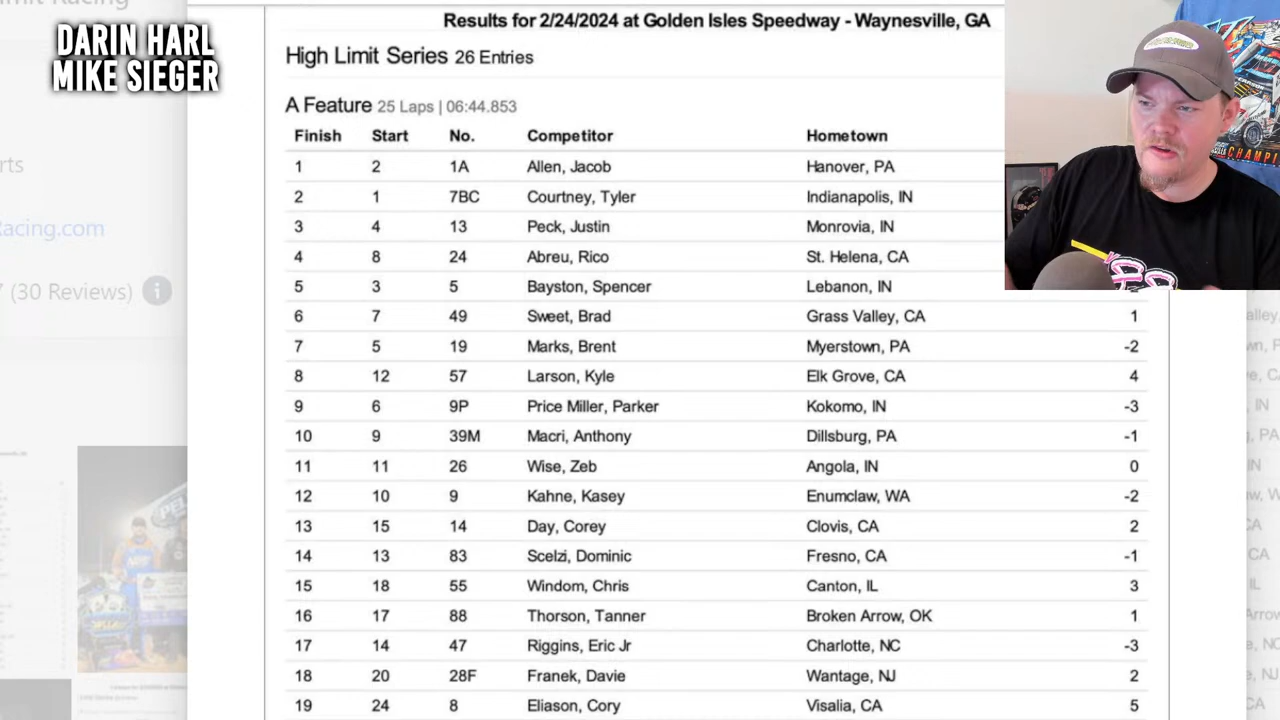 DARIN HARL
MIKE SIEGER
Results for 2/24/2024 at Golden Isles Speedway - Waynesville, GA
High Limit Series 26 Entries
A Feature 25 Laps | 06:44.853
Finish Start No. Competitor Hometown
1 2 1A Allen, Jacob Hanover, PA
2 1 7BC Courtney, Tyler Indianapolis, IN
3 4 13 Peck, Justin Monrovia, IN
4 8 24 Abreu, Rico St. Helena, CA
5 3 5 Bayston, Spencer Lebanon, IN
6 7 49 Sweet, Brad Grass Valley, CA 1
7 5 19 Marks, Brent Myerstown, PA -2
8 12 57 Larson, Kyle Elk Grove, CA 4
9 6 9P Price Miller, Parker Kokomo, IN -3
10 9 39M Macri, Anthony Dillsburg, PA -1
11 11 26 Wise, Zeb Angola, IN 0
12 10 9 Kahne, Kasey Enumclaw, WA -2
13 15 14 Day, Corey Clovis, CA 2
14 13 83 Scelzi, Dominic Fresno, CA -1
15 18 55 Windom, Chris Canton, IL 3
16 17 88 Thorson, Tanner Broken Arrow, OK 1
17 14 47 Riggins, Eric Jr Charlotte, NC -3
18 20 28F Franek, Davie Wantage, NJ 2
19 24 8 Eliason, Cory Visalia, CA 5
rts
Racing.com
(30 Reviews)